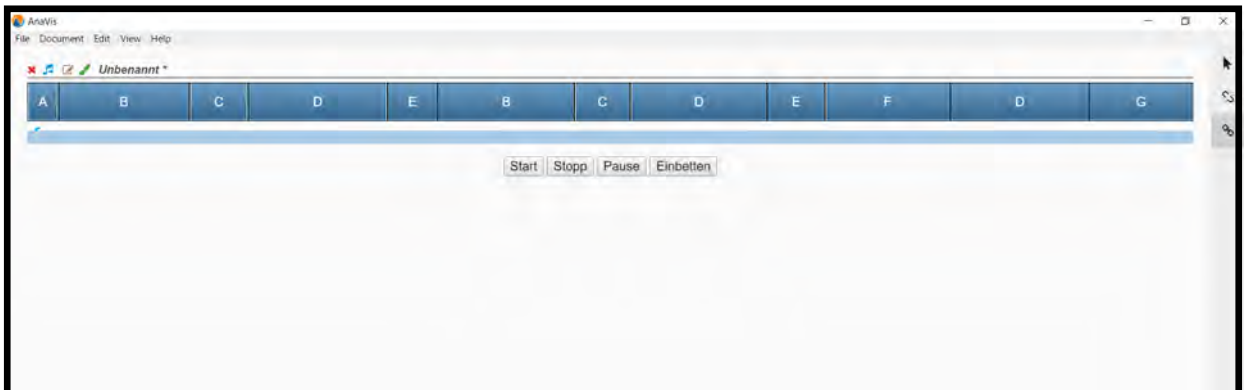 AnaVis
File Document Edit View Help
Unbenannt *
A B C D E B C D E F D G
Start Stopp Pause Einbetten